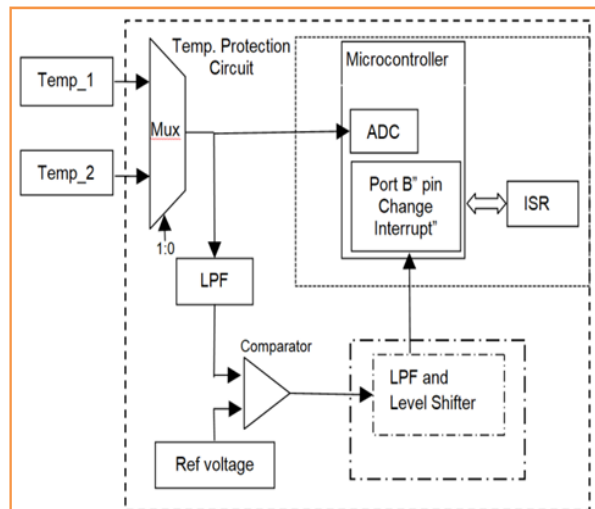 Temp. Protection
Circuit
Microcontroller
Temp_1
Mux
ADC
Temp_2
Port B" pin
Change
Interrupt"
ISR
1:0
LPF
Comparator
LPF and
Level Shifter
Ref voltage